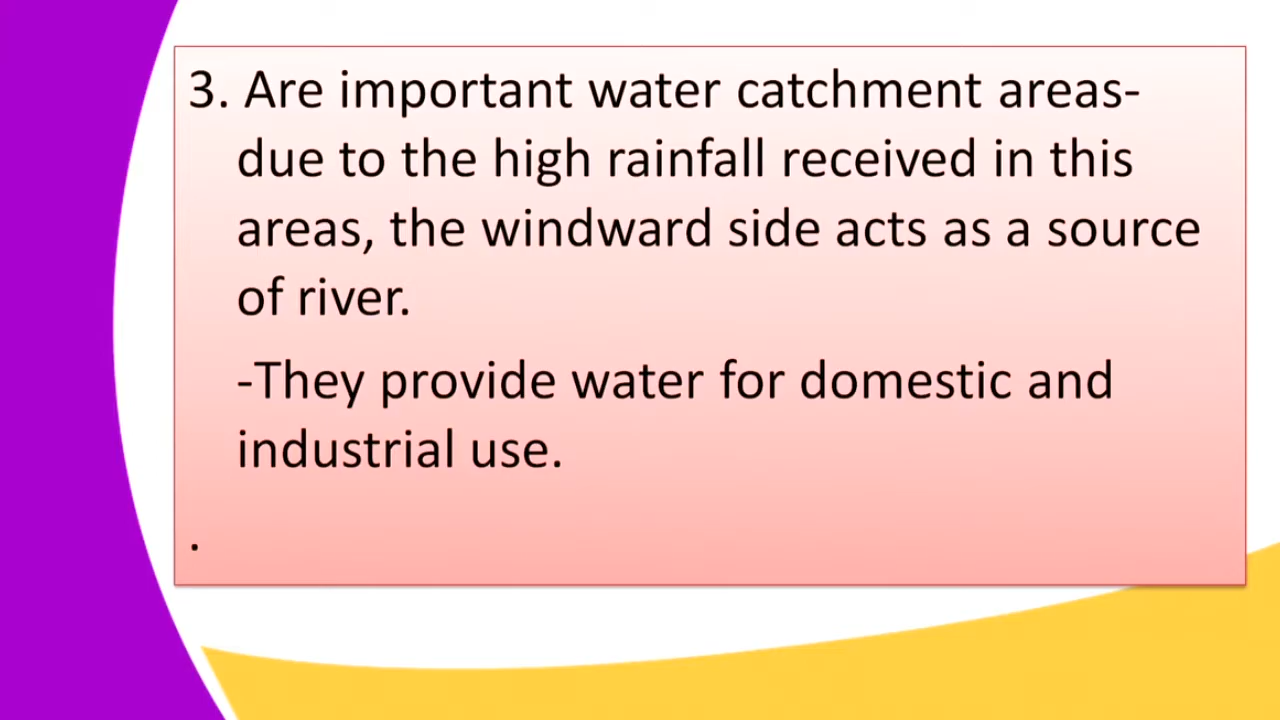 3. Are important water catchment areas-
due to the high rainfall received in this
areas, the windward side acts as a source
of river.
-They provide water for domestic and
industrial use.
.